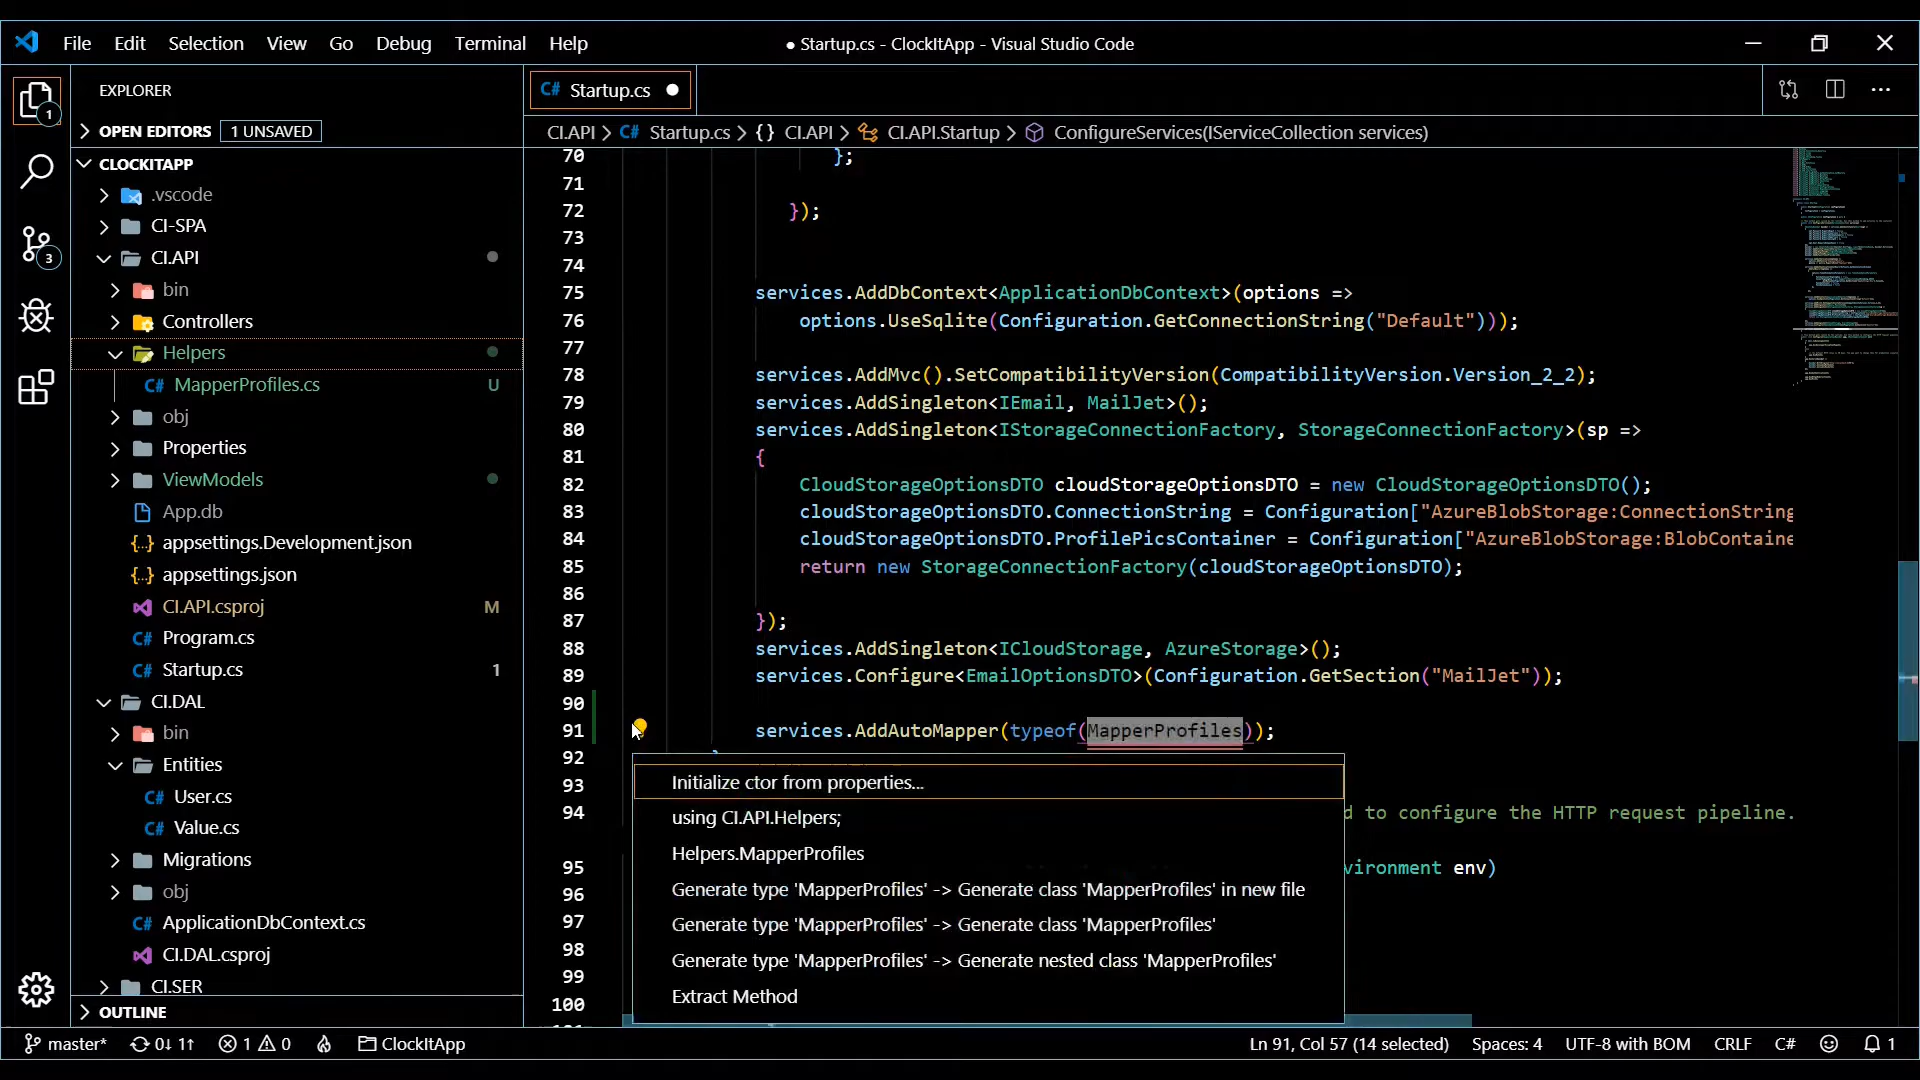 File Edit Selection View Go Debug Terminal Help
● Startup.cs - ClockItApp - Visual Studio Code
1
3
EXPLORER
OPEN EDITORS 1 UNSAVED
CLOCKITAPP
.vscode
CI-SPA
CI.API
bin
Controllers
Helpers
C# MapperProfiles.cs U
obj
Properties
ViewModels
App.db
{..} appsettings.Development.json
{..} appsettings.json
CI.API.csproj M
C# Program.cs
C# Startup.cs 1
CI.DAL
bin
Entities
C# User.cs
C# Value.cs
Migrations
obj
C# ApplicationDbContext.cs
CI.DAL.csproj
CI.SER
OUTLINE
C# Startup.cs ●
CI.API > C# Startup.cs > {} CI.API > CI.API.Startup > ConfigureServices(IServiceCollection services)
70 };
71
72 });
73
74
75 services.AddDbContext<ApplicationDbContext>(options =>
76 options.UseSqlite(Configuration.GetConnectionString("Default")));
77
78 services.AddMvc().SetCompatibilityVersion(CompatibilityVersion.Version_2_2);
79 services.AddSingleton<IEmail, MailJet>();
80 services.AddSingleton<IStorageConnectionFactory, StorageConnectionFactory>(sp =>
81 {
82 CloudStorageOptionsDTO cloudStorageOptionsDTO = new CloudStorageOptionsDTO();
83 cloudStorageOptionsDTO.ConnectionString = Configuration["AzureBlobStorage:ConnectionString
84 cloudStorageOptionsDTO.ProfilePicsContainer = Configuration["AzureBlobStorage:BlobContaine
85 return new StorageConnectionFactory(cloudStorageOptionsDTO);
86
87 });
88 services.AddSingleton<ICloudStorage, AzureStorage>();
89 services.Configure<EmailOptionsDTO>(Configuration.GetSection("MailJet"));
90
91 services.AddAutoMapper(typeof(MapperProfiles));
92
93
94 d to configure the HTTP request pipeline.
95 vironment env)
96
97
98
99
100
Initialize ctor from properties...
using CI.API.Helpers;
Helpers.MapperProfiles
Generate type 'MapperProfiles' -> Generate class 'MapperProfiles' in new file
Generate type 'MapperProfiles' -> Generate class 'MapperProfiles'
Generate type 'MapperProfiles' -> Generate nested class 'MapperProfiles'
Extract Method
master* 0↓ 1↑ 1 0 ClockItApp Ln 91, Col 57 (14 selected) Spaces: 4 UTF-8 with BOM CRLF C# 1